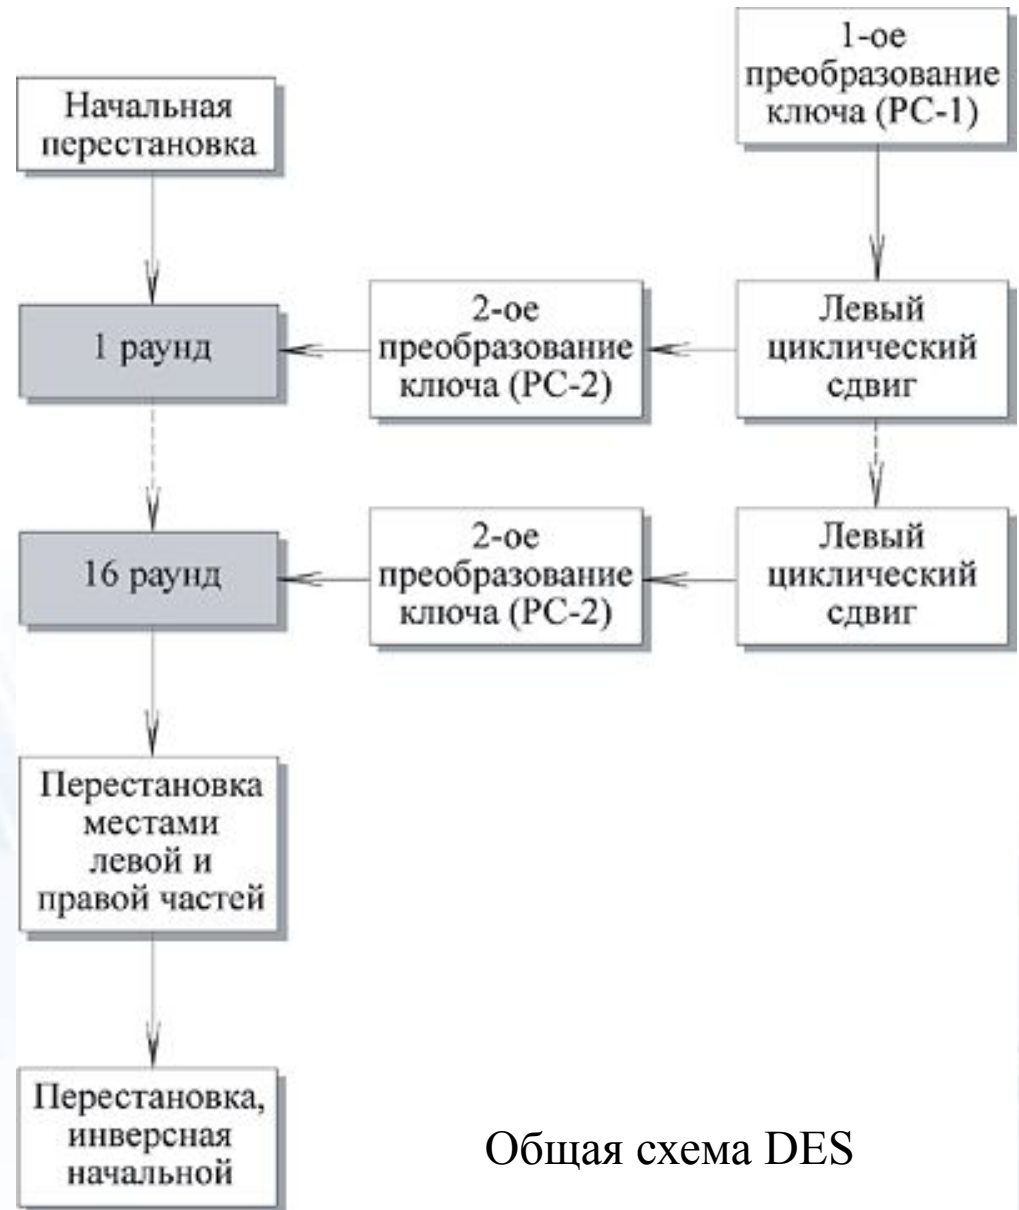 1-ое
преобразование
ключа (PC-1)
Начальная
перестановка
1 раунд
2-ое
преобразование
ключа (PC-2)
Левый
циклический
сдвиг
16 раунд
2-ое
преобразование
ключа (PC-2)
Левый
циклический
сдвиг
Перестановка
местами
левой и
правой частей
Перестановка,
инверсная
начальной
Общая схема DES